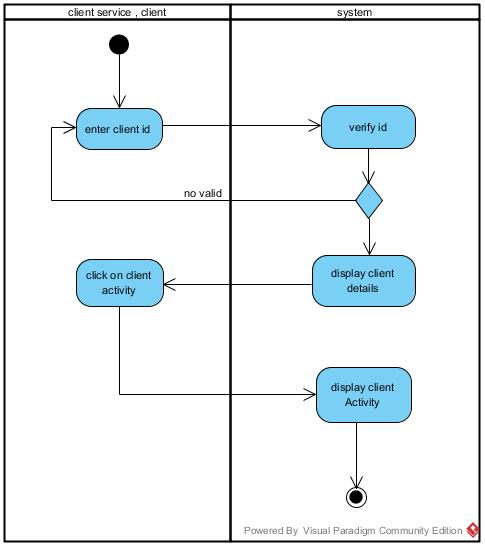 client service , client
system
enter client id
verify id
no valid
click on client
activity
display client
details
display client
Activity
Powered By Visual Paradigm Community Edition